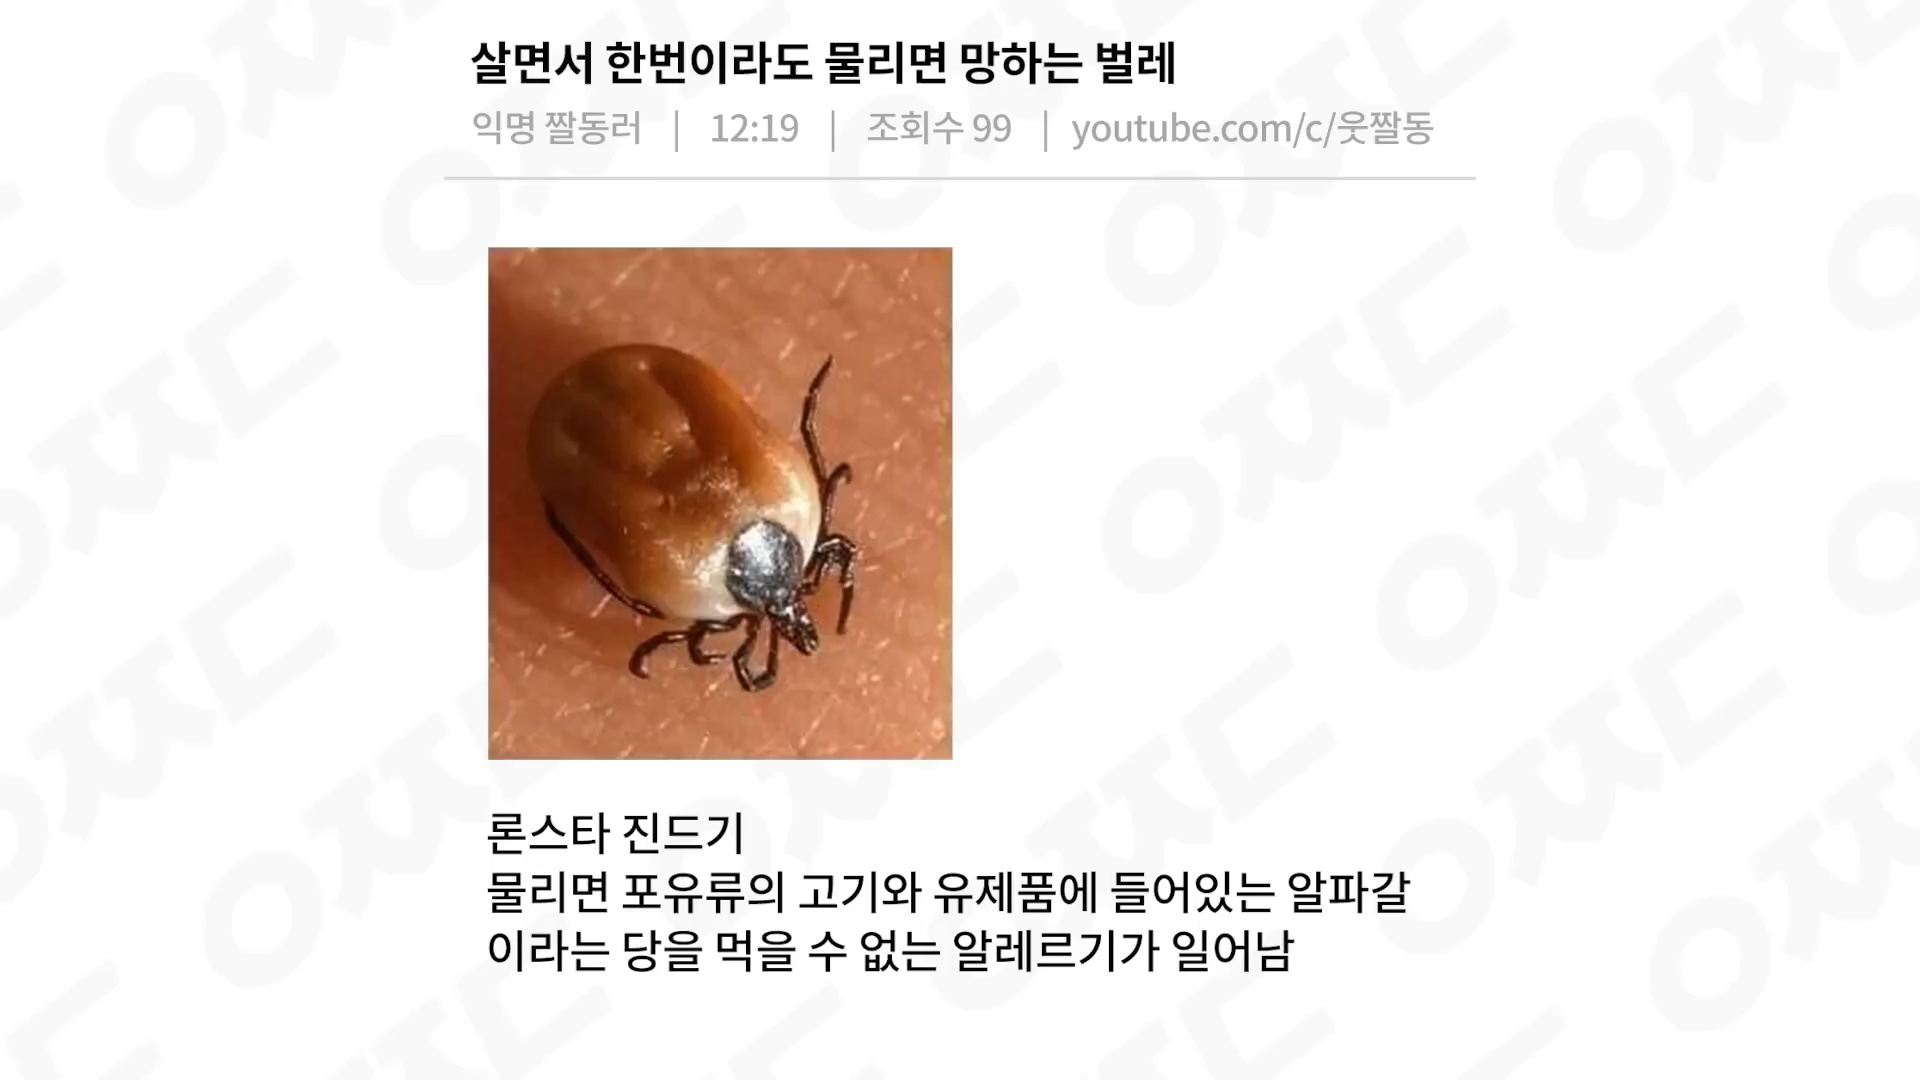 살면서 한번이라도 물리면 망하는 벌레
익명 짤동러 | 12:19 | 조회수 99 | youtube.com/c/웃짤동
론스타 진드기
물리면 포유류의 고기와 유제품에 들어있는 알파갈
이라는 당을 먹을 수 없는 알레르기가 일어남